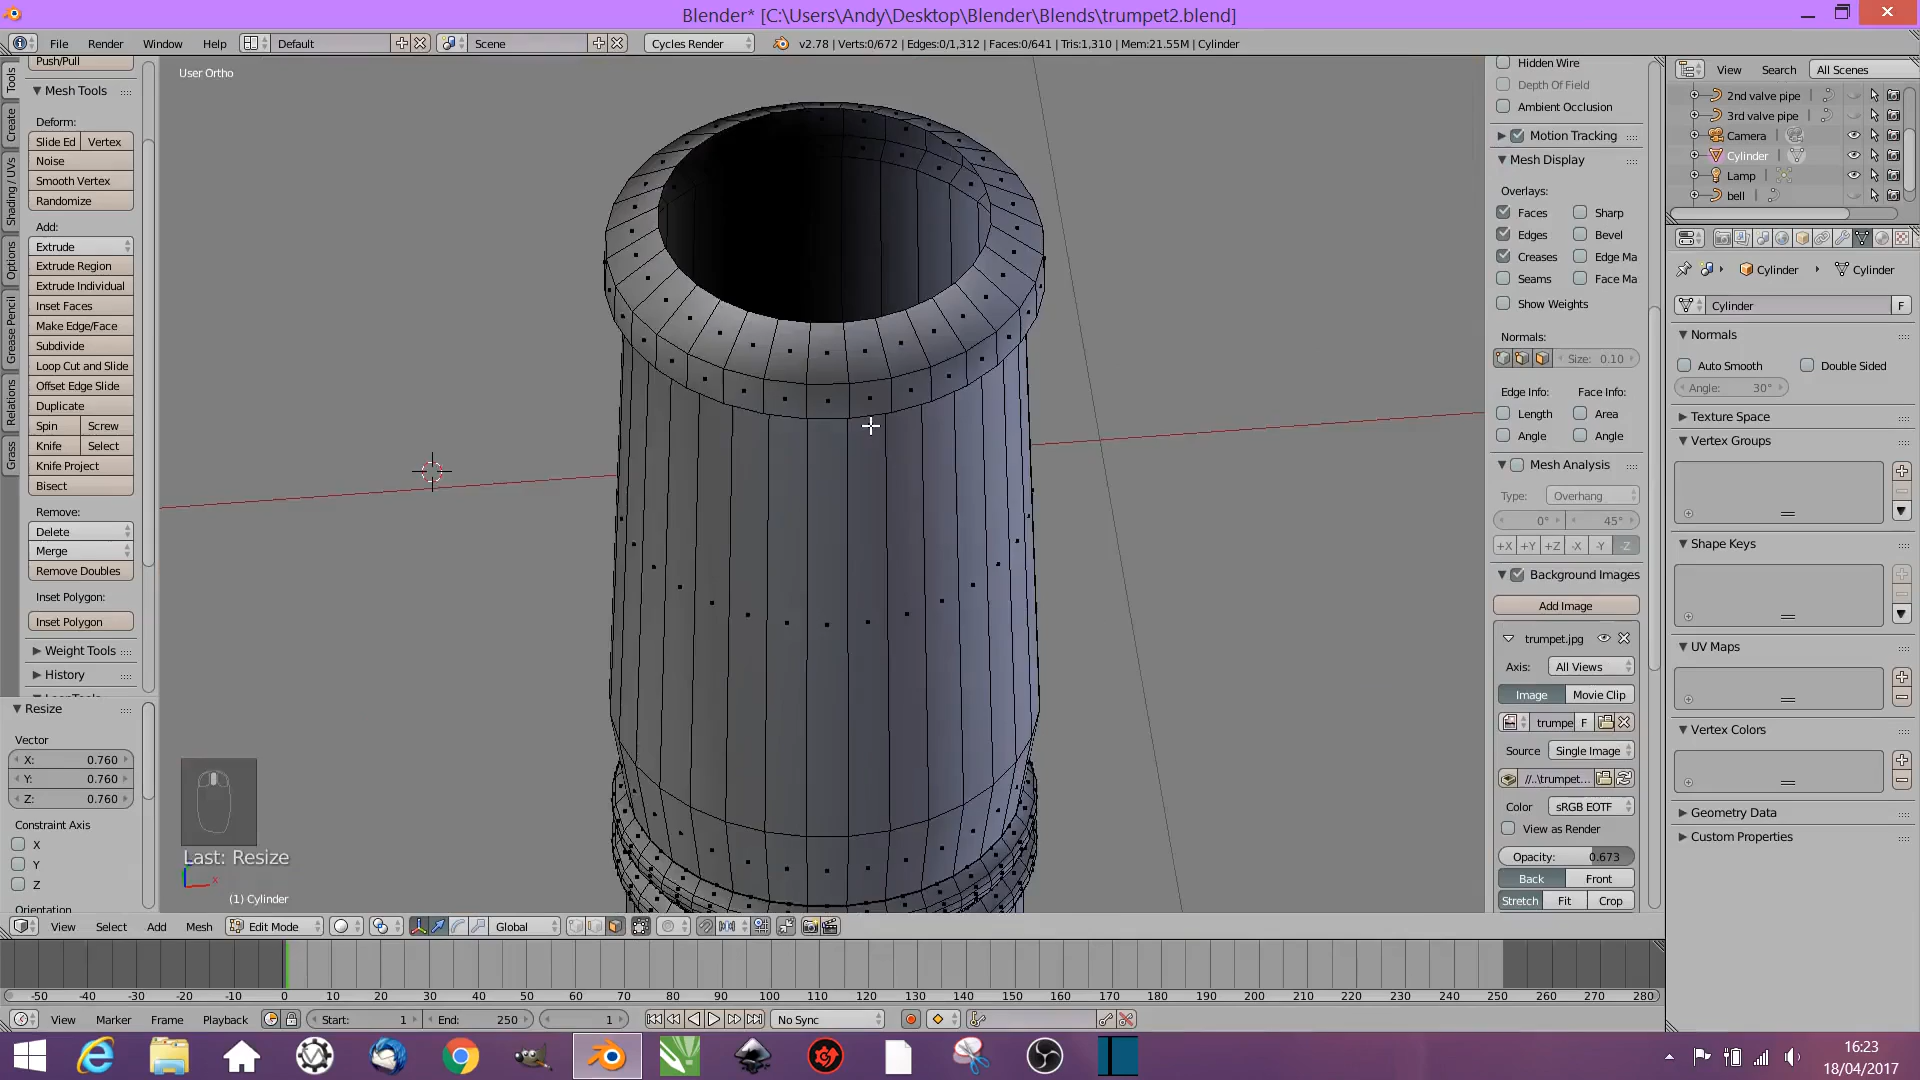 Blender* [C:\Users\Andy\Desktop\Blender\Blends\trumpet2.blend]
File Render Window Help Default Scene Cycles Render v2.78 | Verts:0/672 | Edges:0/1,312 | Faces:0/641 | Tris:1,310 | Mem:21.55M | Cylinder
Tools
Create
Shading / UVs
Options
Grease Pencil
Relations
Grass
Push/Pull
Mesh Tools
Deform:
Slide Ed Vertex
Noise
Smooth Vertex
Randomize
Add:
Extrude
Extrude Region
Extrude Individual
Inset Faces
Make Edge/Face
Subdivide
Loop Cut and Slide
Offset Edge Slide
Duplicate
Spin Screw
Knife Select
Knife Project
Bisect
Remove:
Delete
Merge
Remove Doubles
Inset Polygon:
Inset Polygon
Weight Tools
History
Resize
Vector
X: 0.760
Y: 0.760
Z: 0.760
Constraint Axis
X
Y
Z
Orientation
User Ortho
Last: Resize
(1) Cylinder
Hidden Wire
Depth Of Field
Ambient Occlusion
Motion Tracking
Mesh Display
Overlays:
Faces Sharp
Edges Bevel
Creases Edge Ma
Seams Face Ma
Show Weights
Normals:
Size: 0.10
Edge Info: Face Info:
Length Area
Angle Angle
Mesh Analysis
Type: Overhang
0° 45°
+X +Y +Z -X -Y -Z
Background Images
Add Image
trumpet.jpg
Axis: All Views
Image Movie Clip
trumpe F
Source Single Image
//..\trumpet...
Color sRGB EOTF
View as Render
Opacity: 0.673
Back Front
Stretch Fit Crop
View Search All Scenes
2nd valve pipe
3rd valve pipe
Camera
Cylinder
Lamp
bell
Cylinder Cylinder
Cylinder F
Normals
Auto Smooth Double Sided
Angle: 30°
Texture Space
Vertex Groups
Shape Keys
UV Maps
Vertex Colors
Geometry Data
Custom Properties
View Select Add Mesh Edit Mode Global
-50 -40 -30 -20 -10 0 10 20 30 40 50 60 70 80 90 100 110 120 130 140 150 160 170 180 190 200 210 220 230 240 250 260 270 280
View Marker Frame Playback Start: 1 End: 250 1 No Sync
16:23
18/04/2017